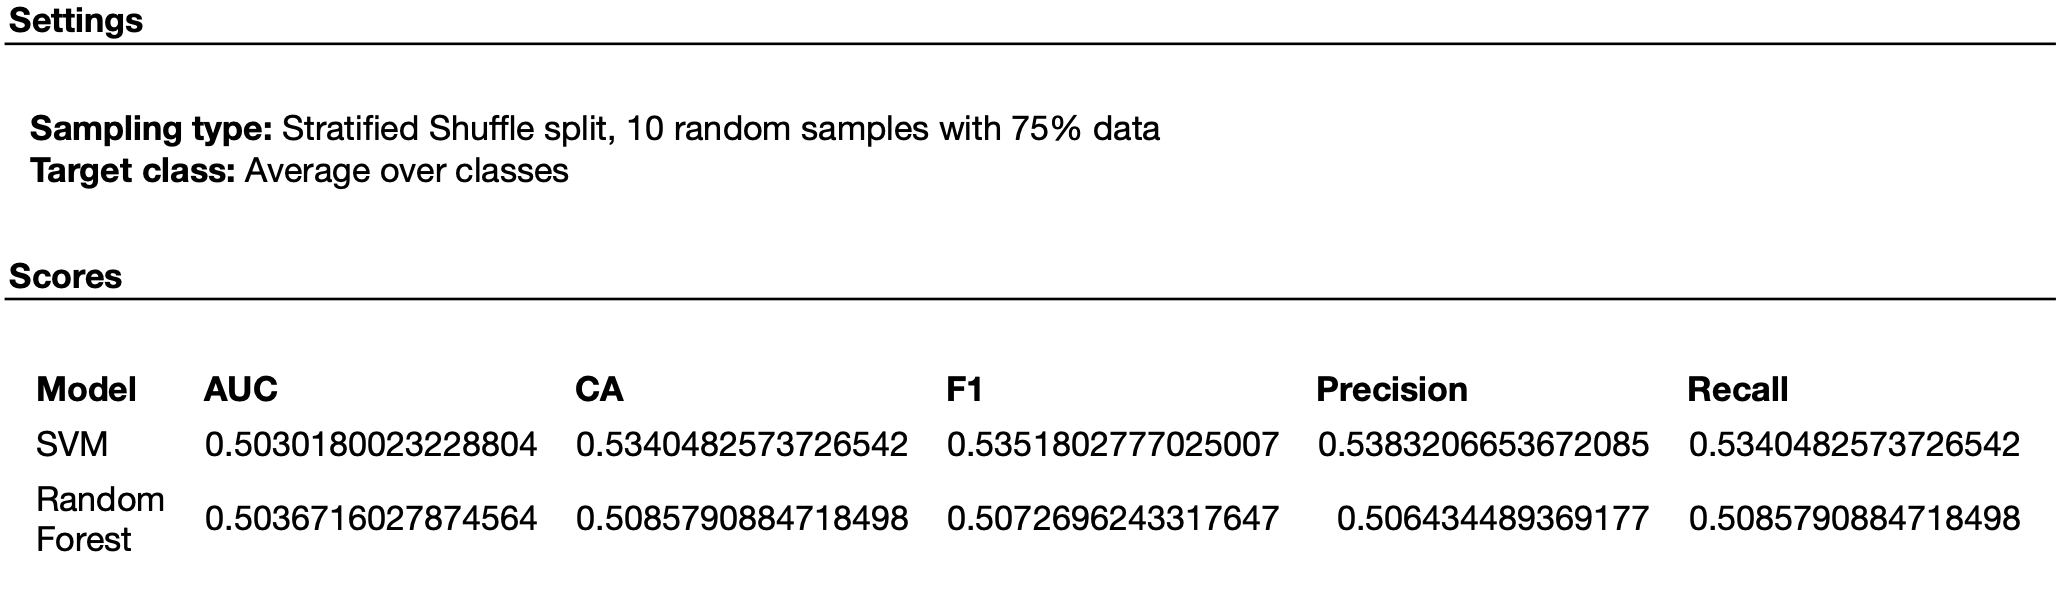 Settings
Sampling type: Stratified Shuffle split, 10 random samples with 75% data
Target class: Average over classes
Scores
Model AUC CA F1 Precision Recall
SVM 0.5030180023228804 0.5340482573726542 0.5351802777025007 0.5383206653672085 0.5340482573726542
Random
Forest 0.5036716027874564 0.5085790884718498 0.5072696243317647 0.506434489369177 0.5085790884718498